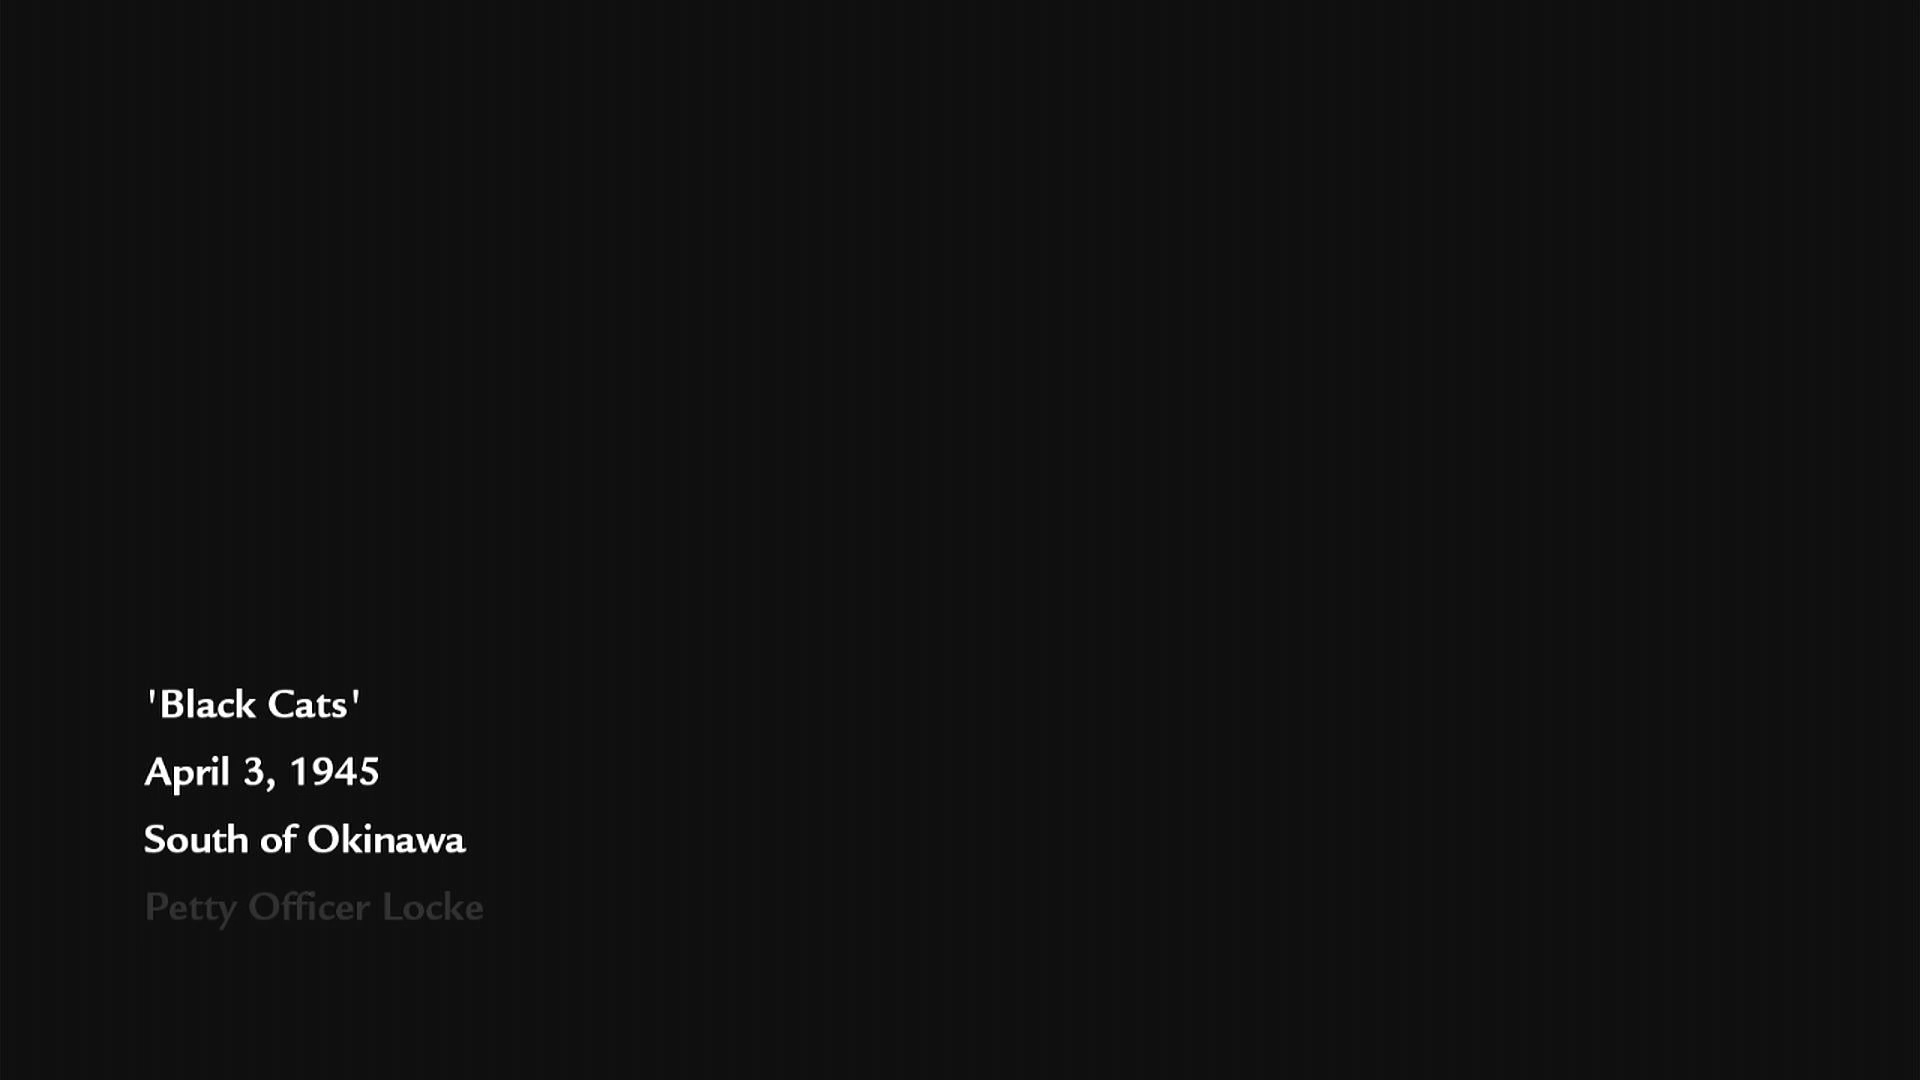 'Black Cats'
April 3, 1945
South of Okinawa
Petty Officer Locke